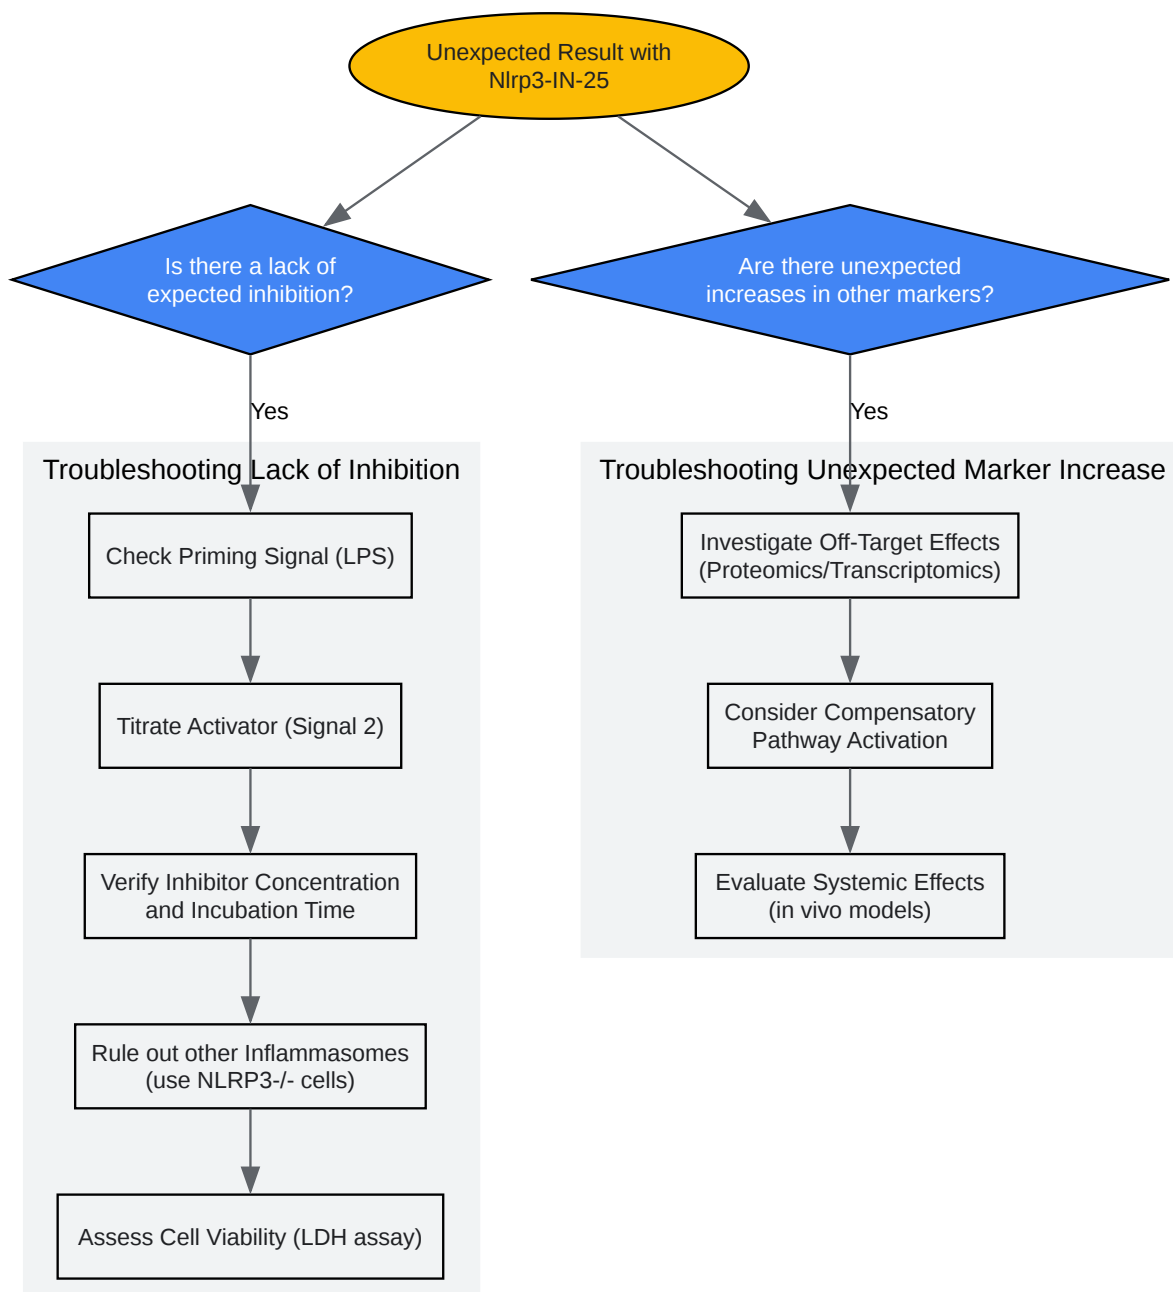 Unexpected Result with
Nlrp3-IN-25
Is there a lack of
expected inhibition?
Are there unexpected
increases in other markers?
Yes
Yes
Troubleshooting Lack of Inhibition
Check Priming Signal (LPS)
Titrate Activator (Signal 2)
Verify Inhibitor Concentration
and Incubation Time
Rule out other Inflammasomes
(use NLRP3-/- cells)
Assess Cell Viability (LDH assay)
Troubleshooting Unexpected Marker Increase
Investigate Off-Target Effects
(Proteomics/Transcriptomics)
Consider Compensatory
Pathway Activation
Evaluate Systemic Effects
(in vivo models)